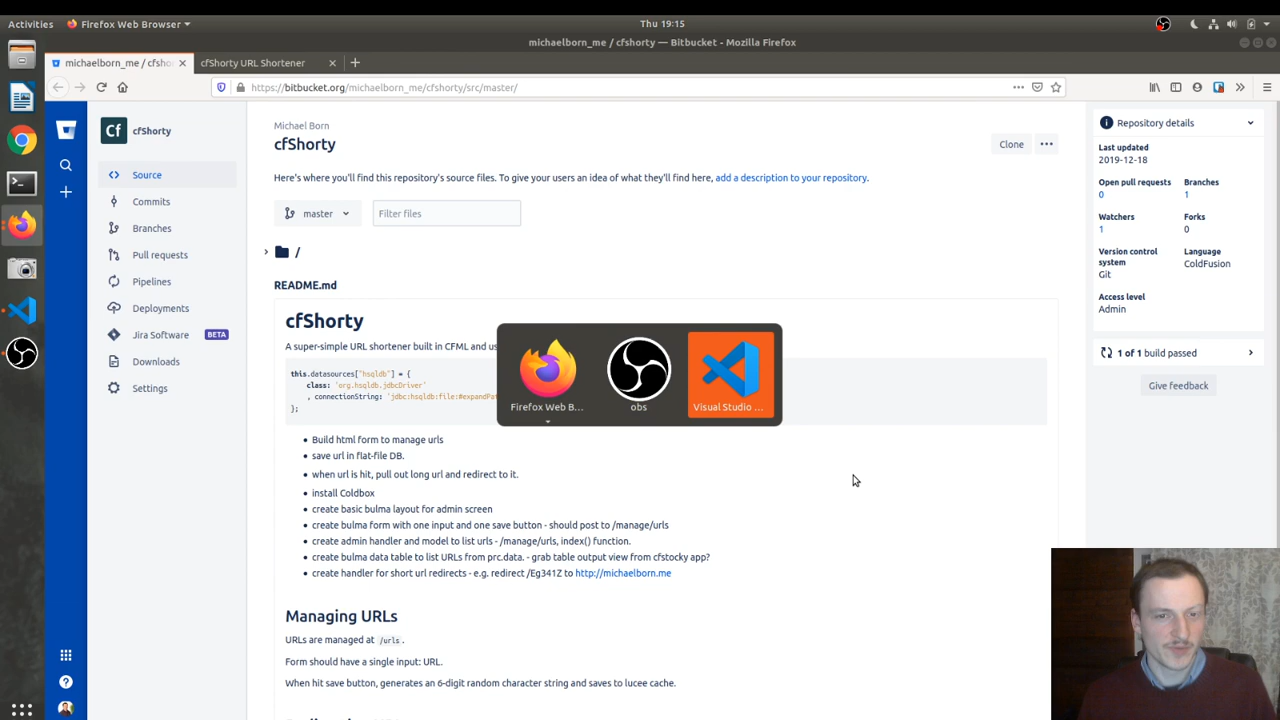 Activities
Firefox Web Browser
Thu 19:15
michaelborn_me / cfshorty — Bitbucket - Mozilla Firefox
michaelborn_me / cfsho
cfShorty URL Shortener
https://bitbucket.org/michaelborn_me/cfshorty/src/master/
Cf
cfShorty
Source
Commits
Branches
Pull requests
Pipelines
Deployments
Jira Software
BETA
Downloads
Settings
Michael Born
cfShorty
Clone
Here's where you'll find this repository's source files. To give your users an idea of what they'll find here, add a description to your repository.
master
Filter files
/
README.md
cfShorty
A super-simple URL shortener built in CFML and us
this.datasources["hsqldb"] = {
class: 'org.hsqldb.jdbcDriver'
, connectionString: 'jdbc:hsqldb:file:#expandPat
};
Firefox Web B...
obs
Visual Studio ...
Build html form to manage urls
save url in flat-file DB.
when url is hit, pull out long url and redirect to it.
install Coldbox
create basic bulma layout for admin screen
create bulma form with one input and one save button - should post to /manage/urls
create admin handler and model to list urls - /manage/urls, index() function.
create bulma data table to list URLs from prc.data. - grab table output view from cfstocky app?
create handler for short url redirects - e.g. redirect /Eg341Z to http://michaelborn.me
Managing URLs
URLs are managed at /urls.
Form should have a single input: URL.
When hit save button, generates an 6-digit random character string and saves to lucee cache.
Repository details
Last updated
2019-12-18
Open pull requests
0
Branches
1
Watchers
1
Forks
0
Version control system
Git
Language
ColdFusion
Access level
Admin
1 of 1 build passed
Give feedback